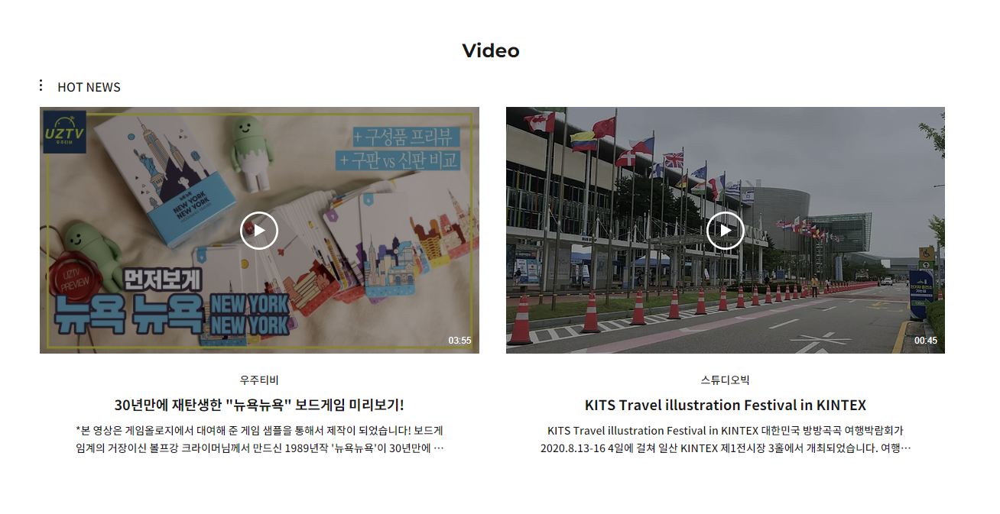 Video
HOT NEWS
UZTV
우주티비
+ 구성품 프리뷰
+ 구판 vs 신판 비교
NEW YORK
NEW YORK
UZTV
PREVIEW
먼저보게
뉴욕 뉴욕
NEW YORK
NEW YORK
03:55
00:45
우주티비
30년만에 재탄생한 "뉴욕뉴욕" 보드게임 미리보기!
*본 영상은 게임올로지에서 대여해 준 게임 샘플을 통해서 제작이 되었습니다! 보드게
임계의 거장이신 볼프강 크라이머님께서 만드신 1989년작 '뉴욕뉴욕'이 30년만에 ···
스튜디오빅
KITS Travel illustration Festival in KINTEX
KITS Travel illustration Festival in KINTEX 대한민국 방방곡곡 여행박람회가
2020.8.13-16 4일에 걸쳐 일산 KINTEX 제1전시장 3홀에서 개최되었습니다. 여행···